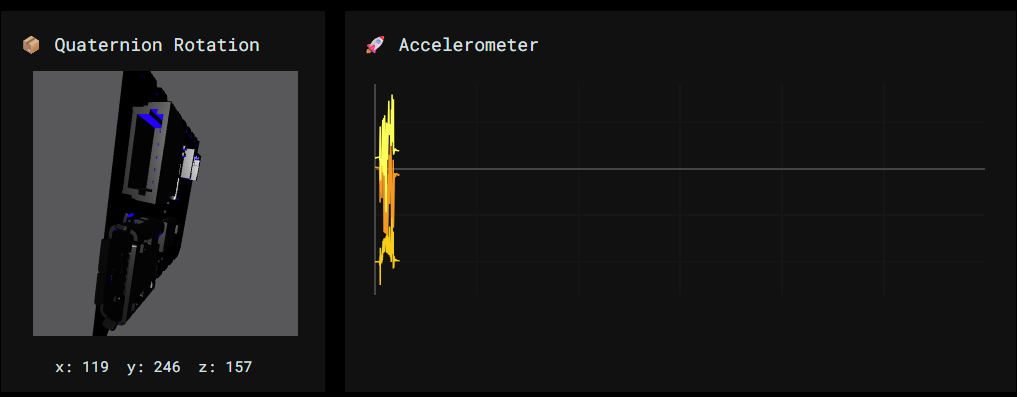 📦 Quaternion Rotation
🚀 Accelerometer
x: 119 y: 246 z: 157